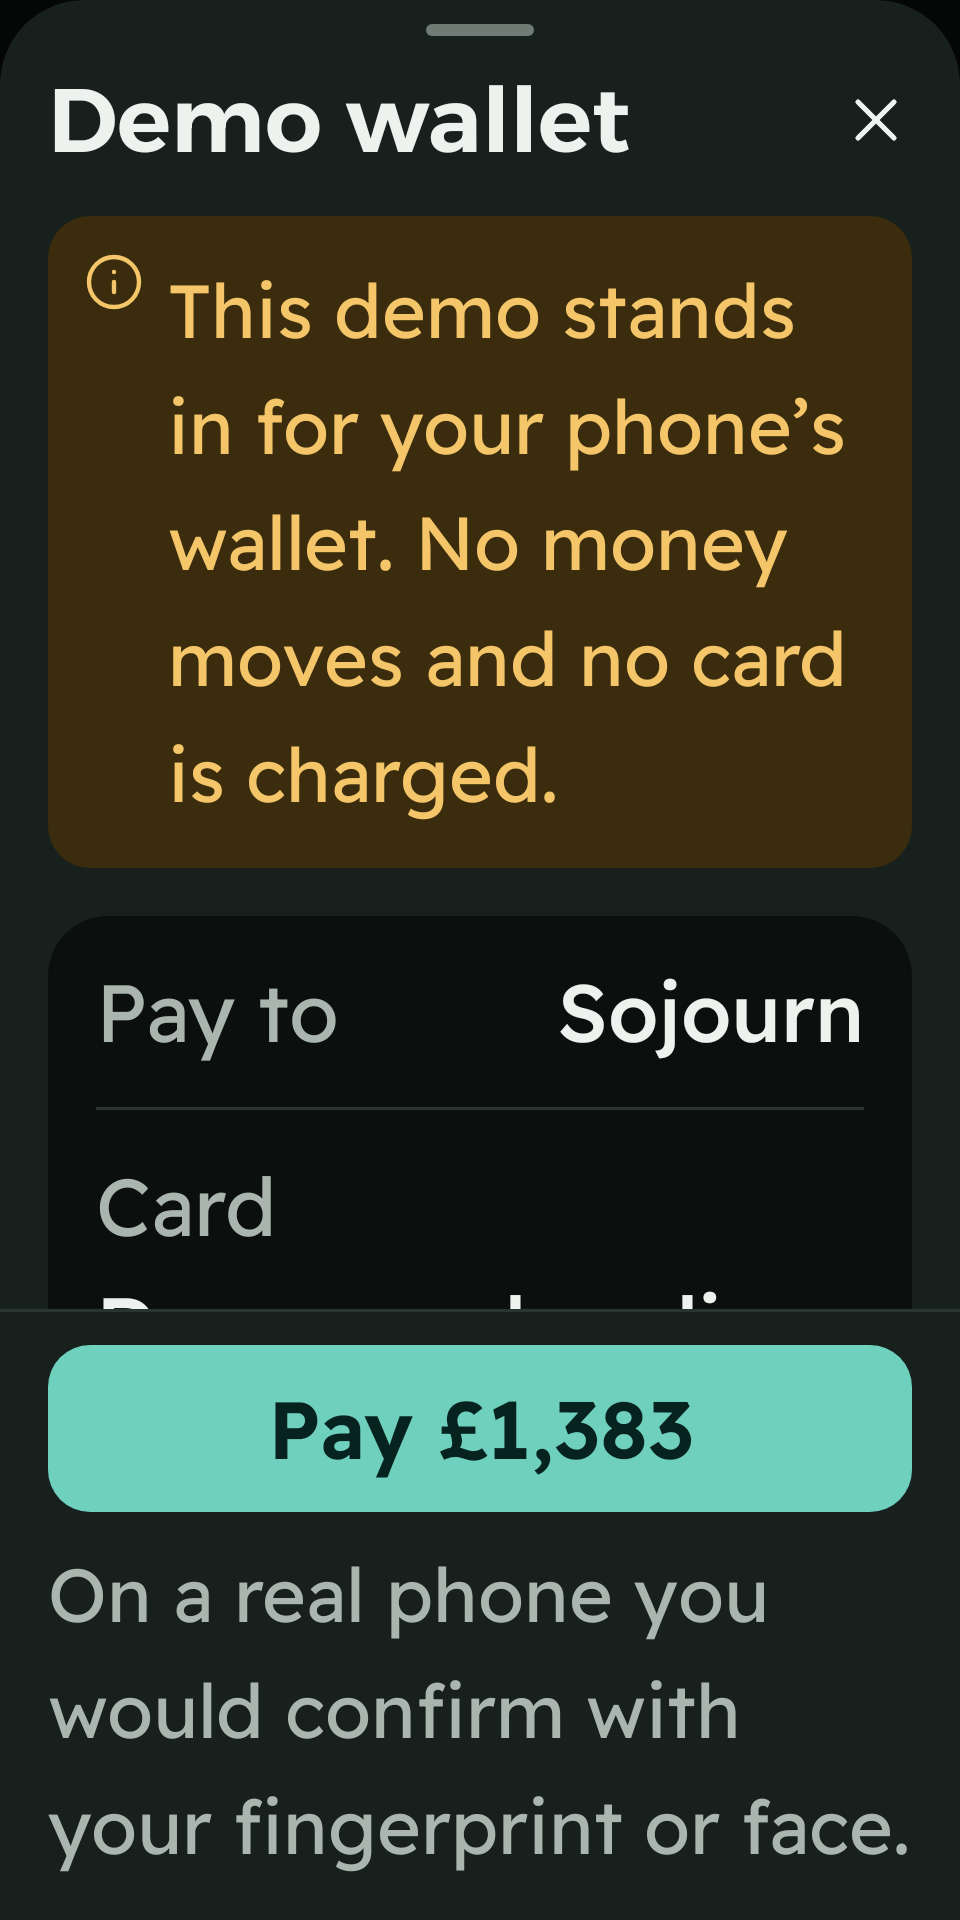 Demo wallet
This demo stands
in for your phone’s
wallet. No money
moves and no card
is charged.
Pay to Sojourn
Card
Pay £1,383
On a real phone you
would confirm with
your fingerprint or face.